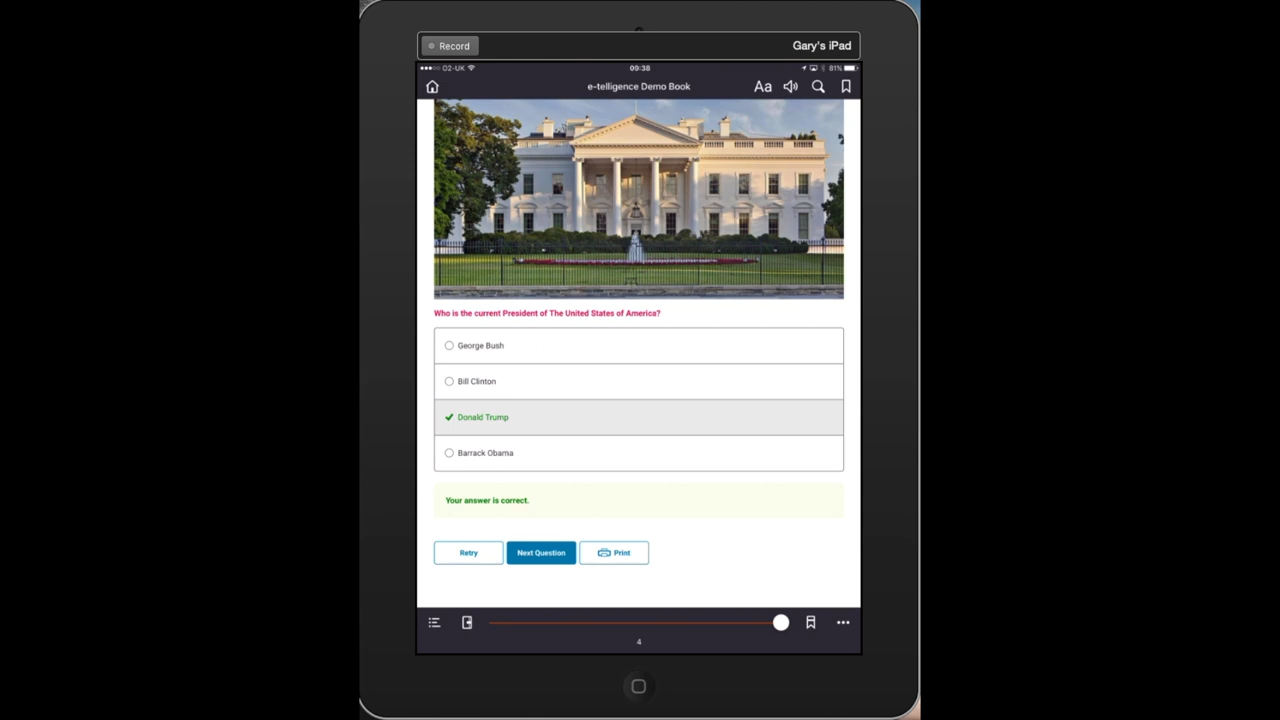 Record
Gary's iPad
O2-UK
09:38
81%
e-telligence Demo Book
Aa
Who is the current President of The United States of America?
George Bush
Bill Clinton
Donald Trump
Barrack Obama
Your answer is correct.
Retry
Next Question
Print
4